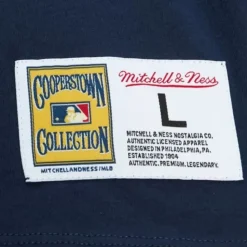 COOPERSTOWN
COLLECTION
MITCHELLANDNESS/MLB
Mitchell & Ness
L
MITCHELL & NESS NOSTALGIA CO.
AUTHENTIC LICENSED APPAREL
DESIGNED IN PHILADELPHIA, PA.
ESTABLISHED 1904
AUTHENTIC. PREMIUM. LEGENDARY.